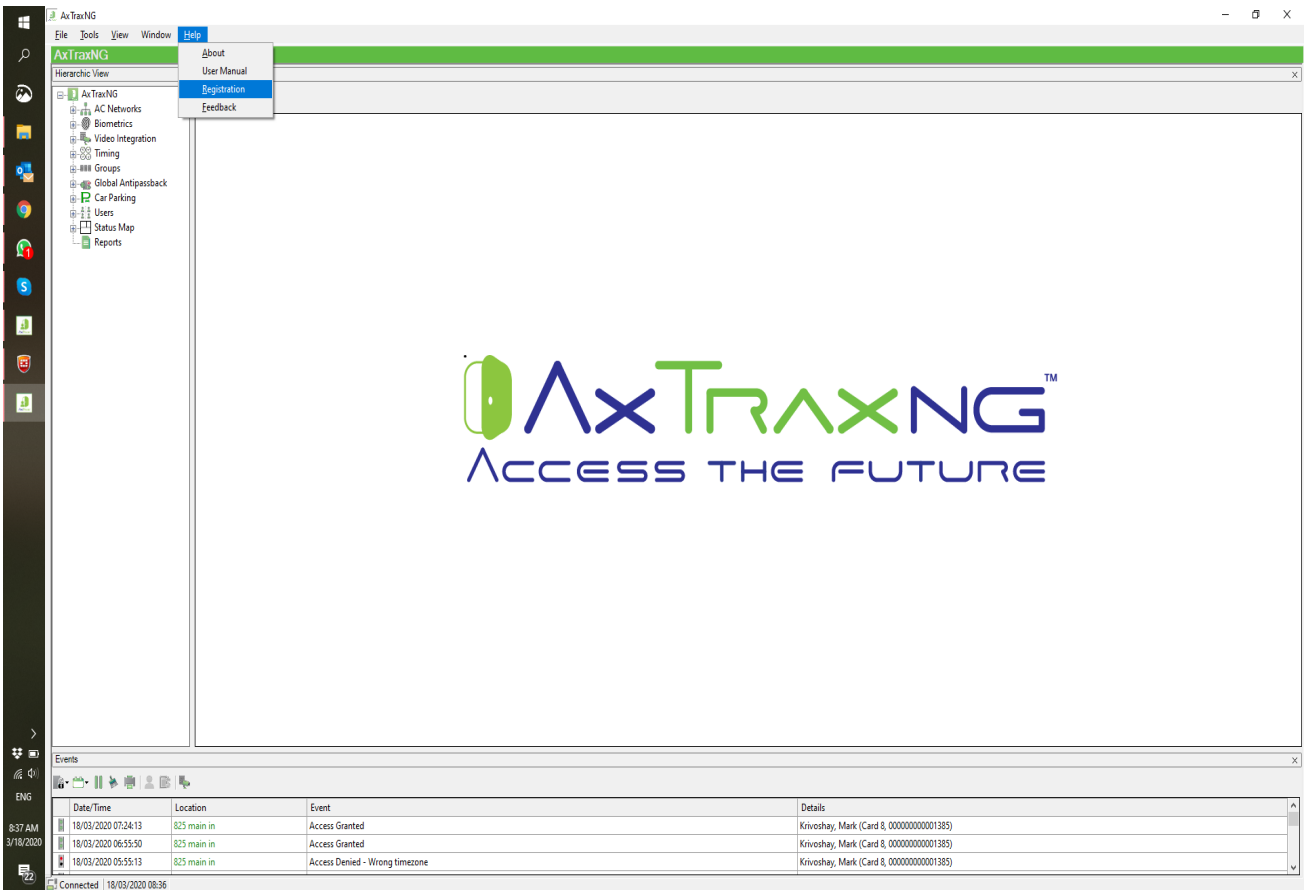 AxTraxNG
File Tools View Window Help
AxTraxNG
About
User Manual
Registration
Feedback
Hierarchic View
AxTraxNG
AC Networks
Biometrics
Video Integration
Timing
Groups
Global Antipassback
Car Parking
Users
Status Map
Reports
AxTraxNG™
Access the Future
Events
Date/Time Location Event Details
18/03/2020 07:24:13 825 main in Access Granted Krivoshay, Mark (Card 8, 000000000001385)
18/03/2020 06:55:50 825 main in Access Granted Krivoshay, Mark (Card 8, 000000000001385)
18/03/2020 05:55:13 825 main in Access Denied - Wrong timezone Krivoshay, Mark (Card 8, 000000000001385)
Connected 18/03/2020 08:36
1
ENG
8:37 AM
3/18/2020
22